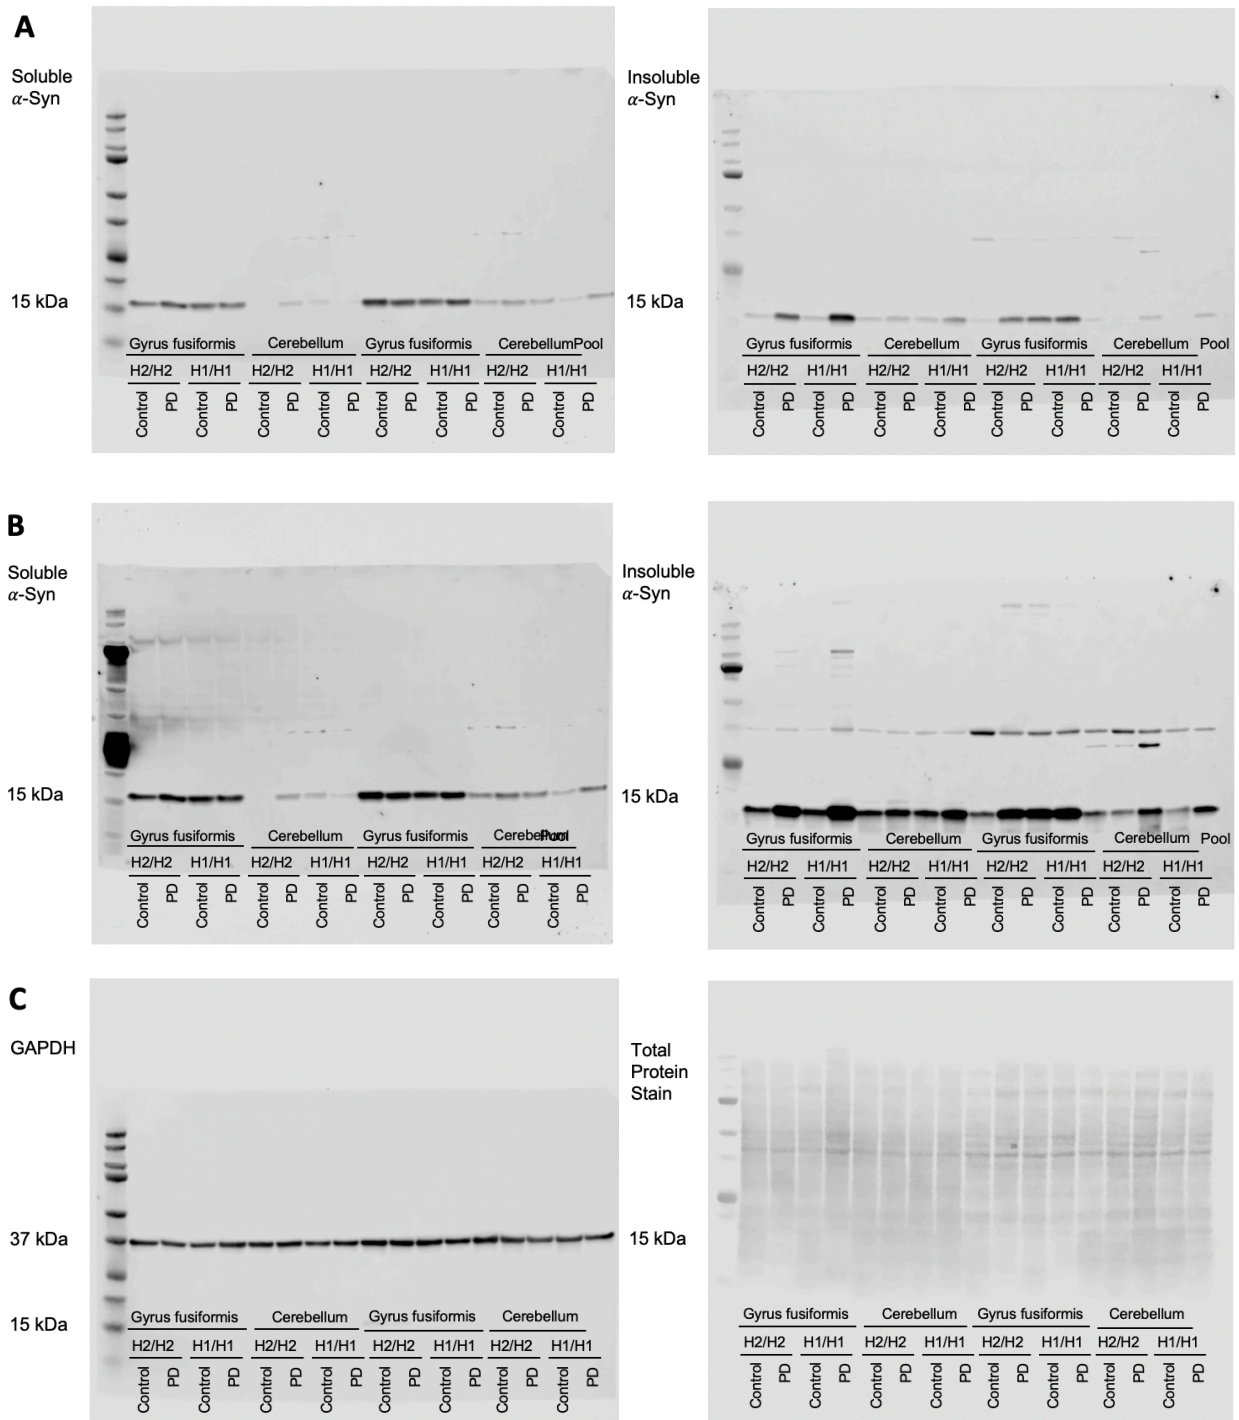 A
Soluble
α-Syn
15 kDa
Gyrus fusiformis Cerebellum Gyrus fusiformis CerebellumPool
H2/H2 H1/H1 H2/H2 H1/H1 H2/H2 H1/H1 H2/H2 H1/H1
Control PD Control PD Control PD Control PD Control PD Control PD Control PD Control PD
Insoluble
α-Syn
15 kDa
Gyrus fusiformis Cerebellum Gyrus fusiformis Cerebellum Pool
H2/H2 H1/H1 H2/H2 H1/H1 H2/H2 H1/H1 H2/H2 H1/H1
Control PD Control PD Control PD Control PD Control PD Control PD Control PD Control PD
B
Soluble
α-Syn
15 kDa
Gyrus fusiformis Cerebellum Gyrus fusiformis Cerebellum Pool
H2/H2 H1/H1 H2/H2 H1/H1 H2/H2 H1/H1 H2/H2 H1/H1
Control PD Control PD Control PD Control PD Control PD Control PD Control PD Control PD
Insoluble
α-Syn
15 kDa
Gyrus fusiformis Cerebellum Gyrus fusiformis Cerebellum Pool
H2/H2 H1/H1 H2/H2 H1/H1 H2/H2 H1/H1 H2/H2 H1/H1
Control PD Control PD Control PD Control PD Control PD Control PD Control PD Control PD
C
GAPDH
37 kDa
15 kDa
Gyrus fusiformis Cerebellum Gyrus fusiformis Cerebellum
H2/H2 H1/H1 H2/H2 H1/H1 H2/H2 H1/H1 H2/H2 H1/H1
Control PD Control PD Control PD Control PD Control PD Control PD Control PD Control PD
Total
Protein
Stain
15 kDa
Gyrus fusiformis Cerebellum Gyrus fusiformis Cerebellum
H2/H2 H1/H1 H2/H2 H1/H1 H2/H2 H1/H1 H2/H2 H1/H1
Control PD Control PD Control PD Control PD Control PD Control PD Control PD Control PD